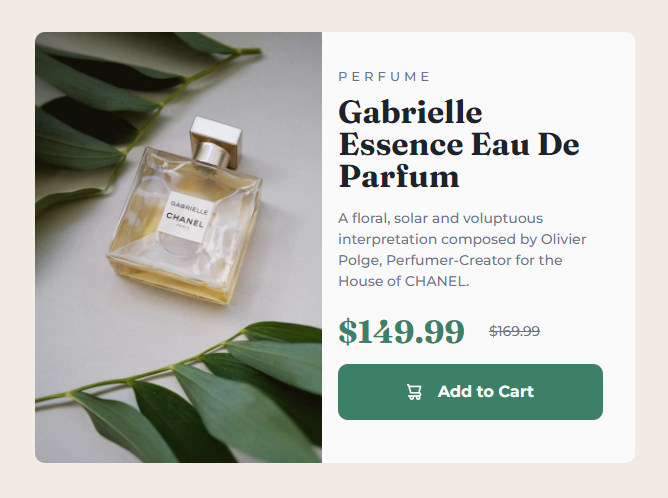 GABRIELLE
CHANEL
PARIS
PERFUME
Gabrielle
Essence Eau De
Parfum
A floral, solar and voluptuous
interpretation composed by Olivier
Polge, Perfumer-Creator for the
House of CHANEL.
$149.99 $169.99
Add to Cart